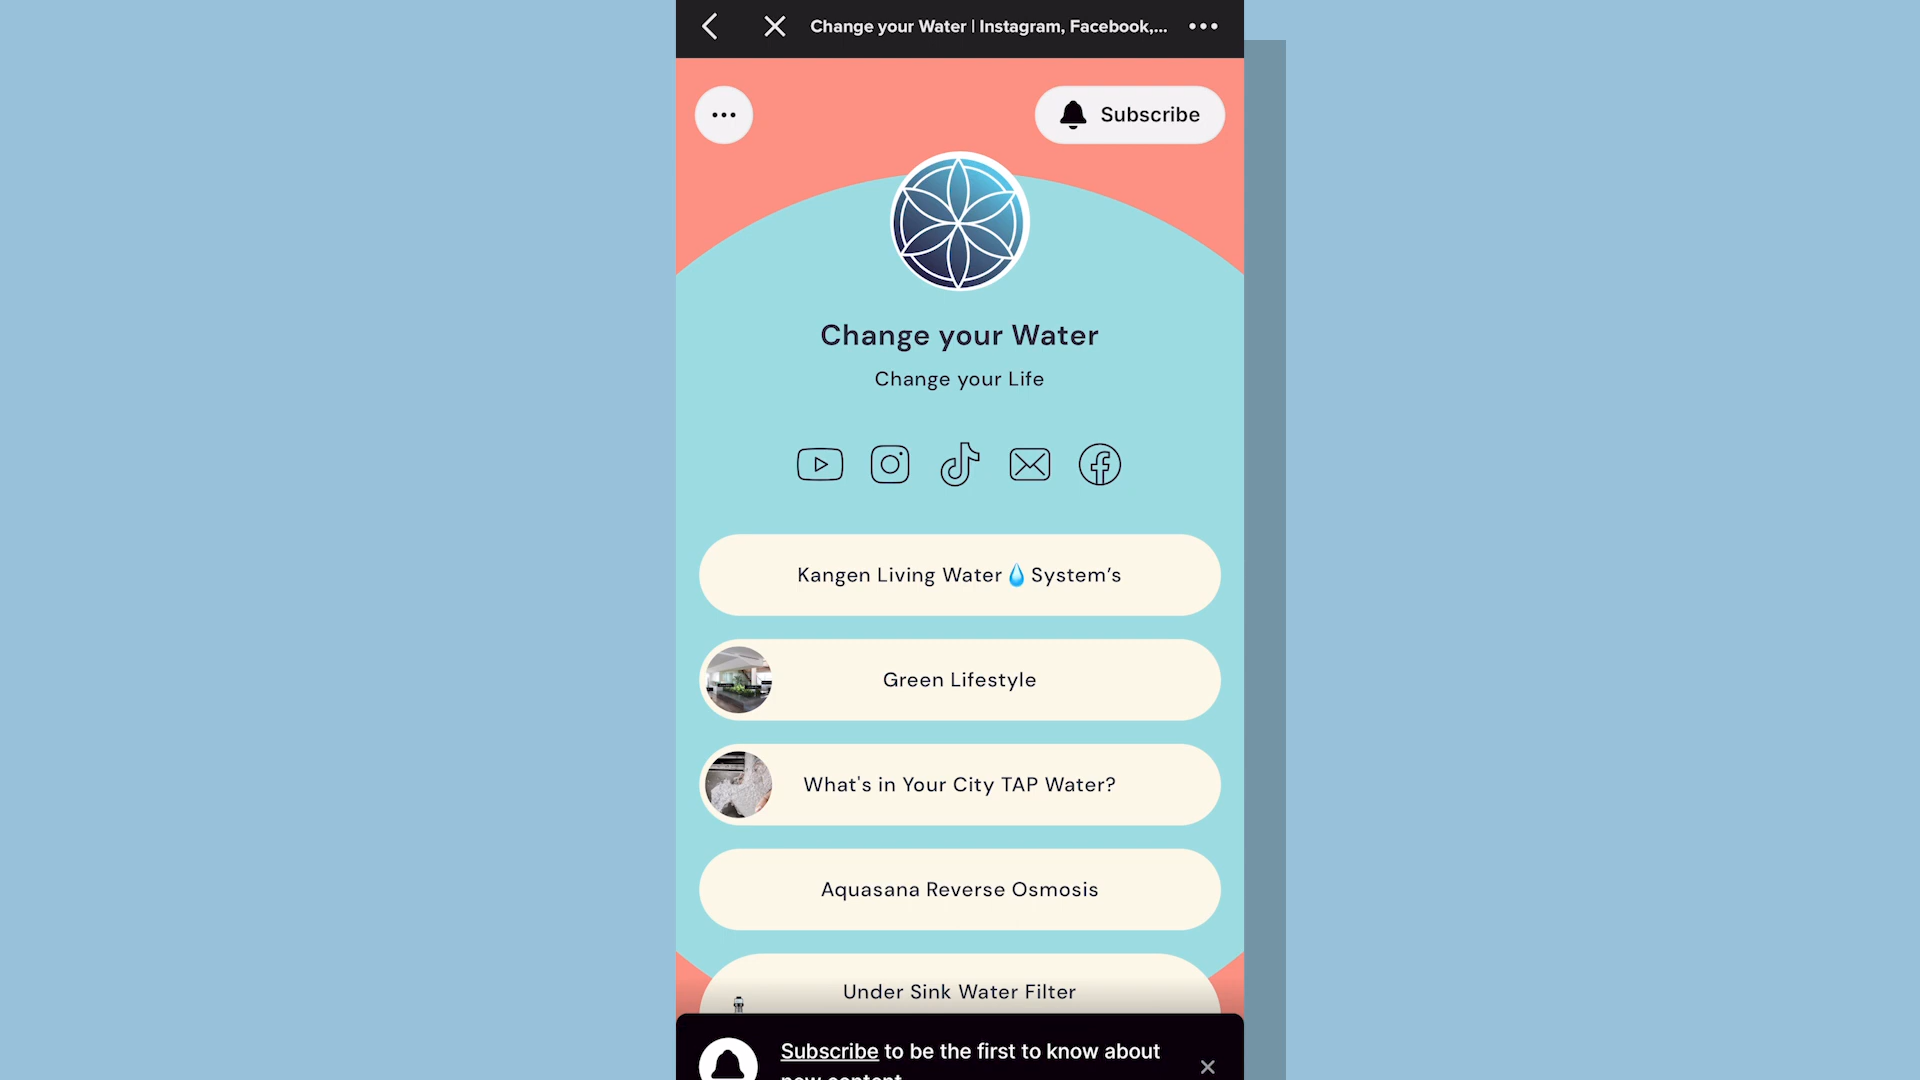 Change your Water | Instagram, Facebook,...
Subscribe
Change your Water
Change your Life
Kangen Living Water💧System’s
Green Lifestyle
What's in Your City TAP Water?
Aquasana Reverse Osmosis
Under Sink Water Filter
Subscribe to be the first to know about
new content